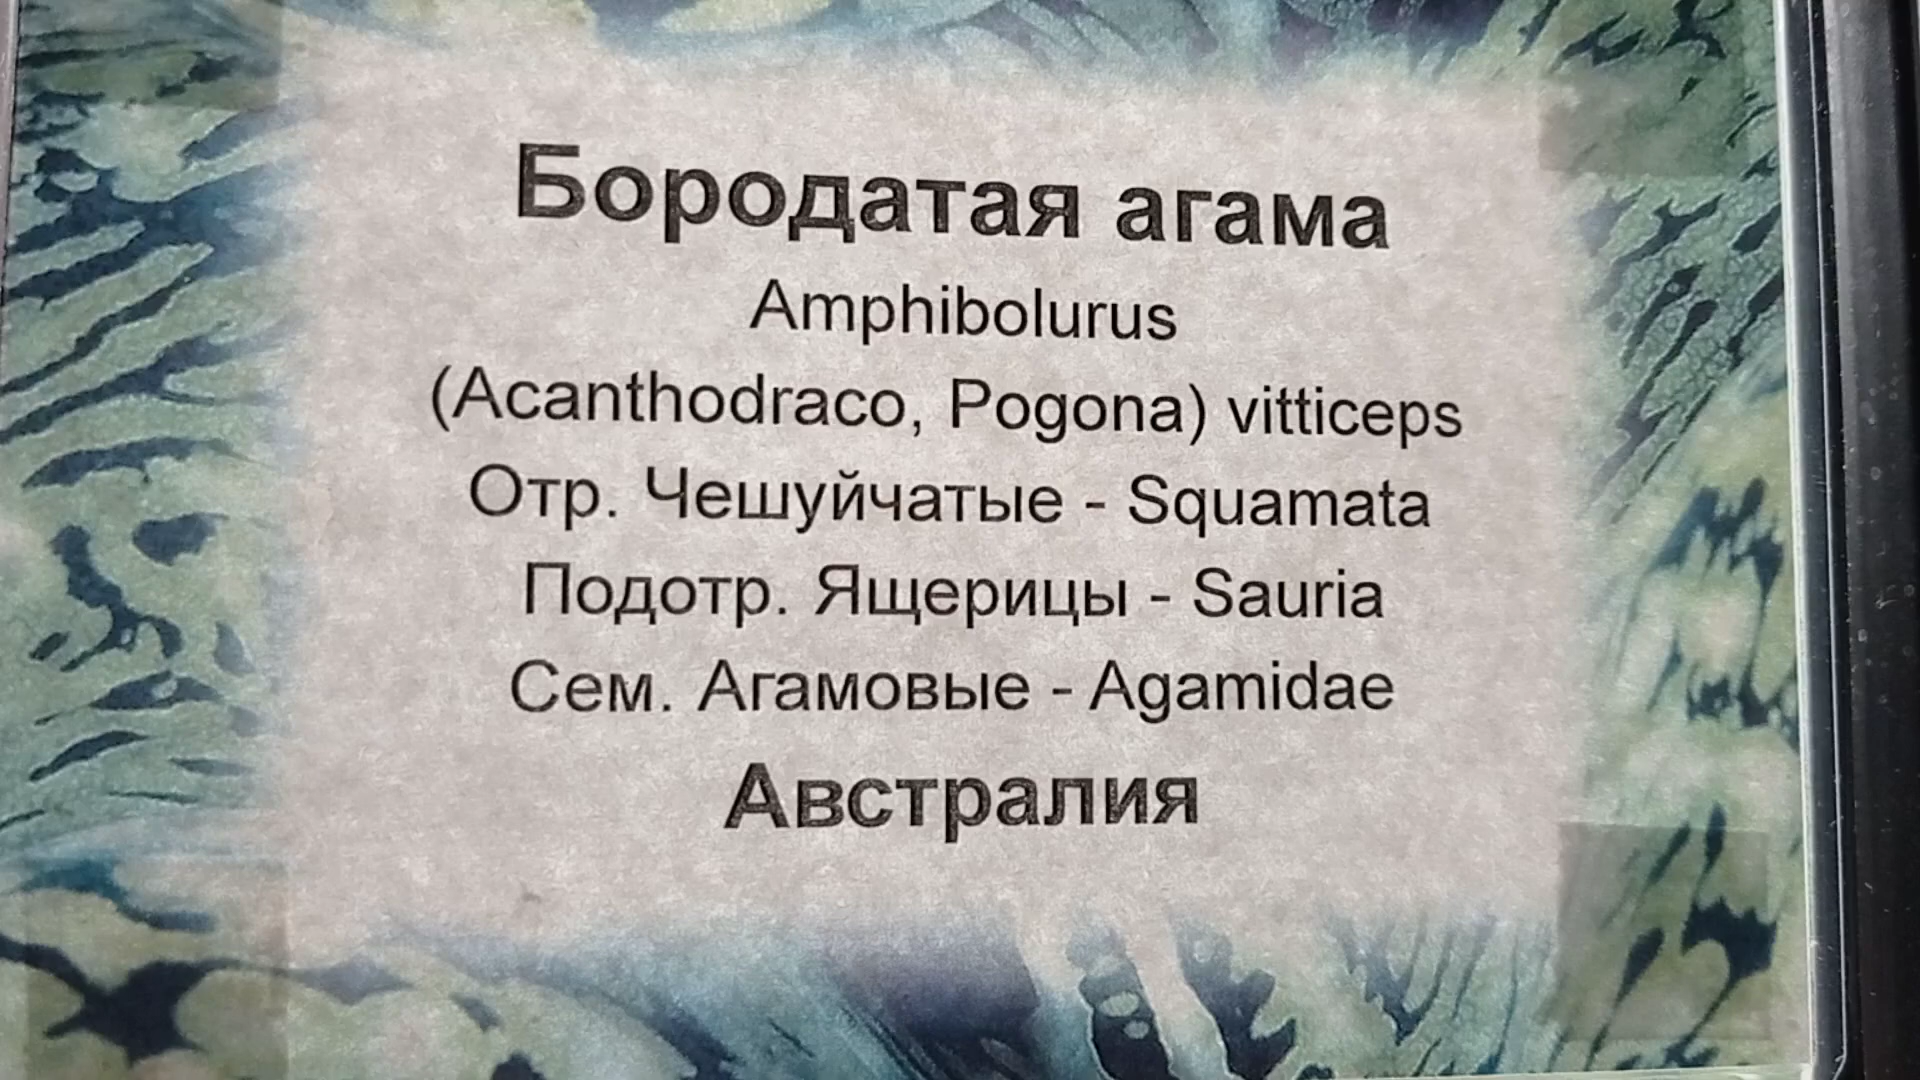 Бородатая агама
Amphibolurus
(Acanthodraco, Pogona) vitticeps
Отр. Чешуйчатые - Squamata
Подотр. Ящерицы - Sauria
Сем. Агамовые - Agamidae
Австралия